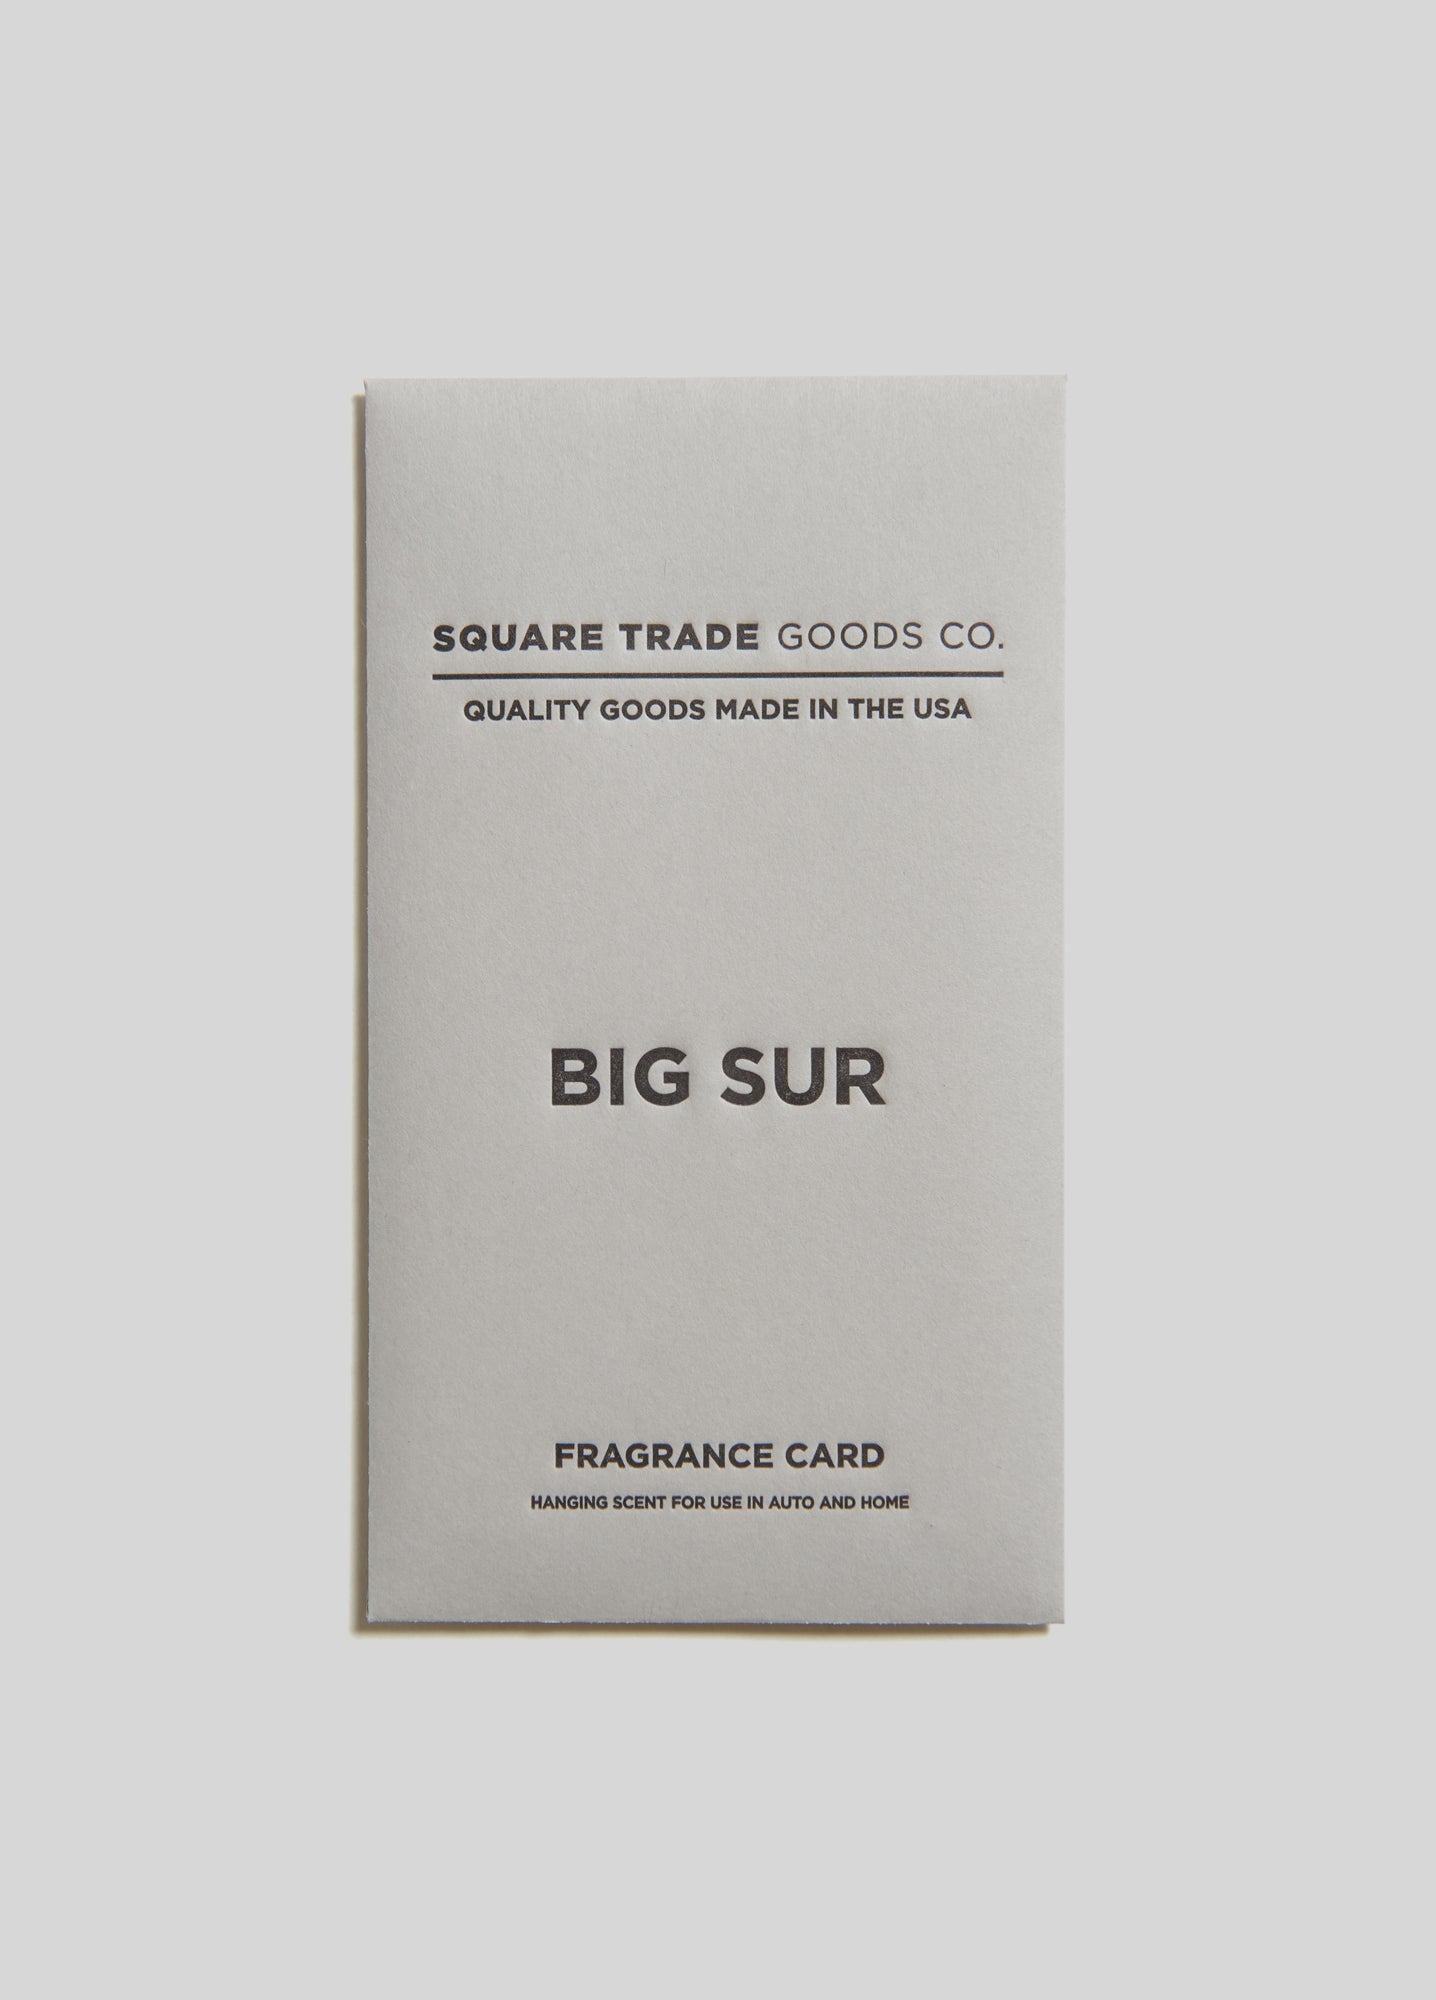 SQUARE TRADE GOODS CO.
QUALITY GOODS MADE IN THE USA
BIG SUR
FRAGRANCE CARD
HANGING SCENT FOR USE IN AUTO AND HOME